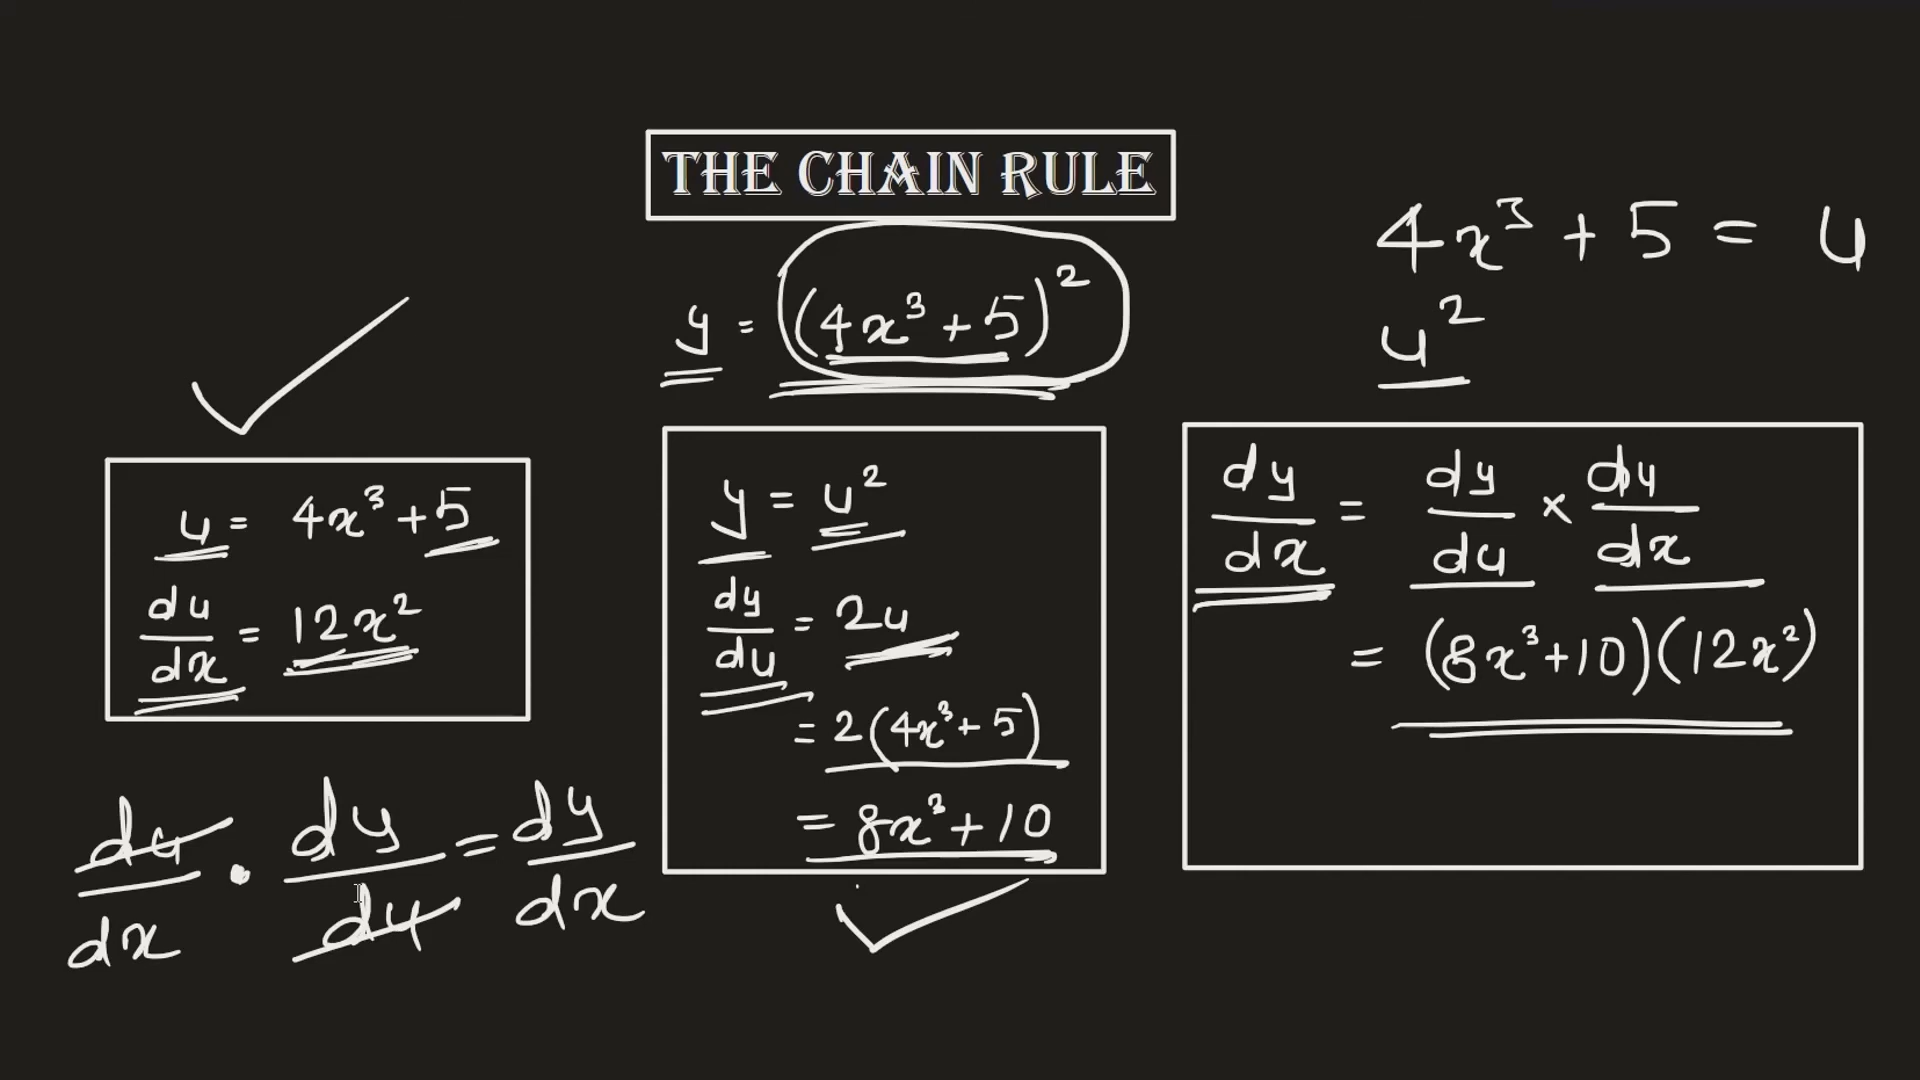 THE CHAIN RULE
4x³ + 5 = u
u²
y = (4x³ + 5)²
u = 4x³ + 5
du/dx = 12x²
y = u²
dy/du = 2u
= 2(4x³ + 5)
= 8x³ + 10
dy/dx = dy/du × du/dx
= (8x³ + 10)(12x²)
du/dx · dy/du = dy/dx